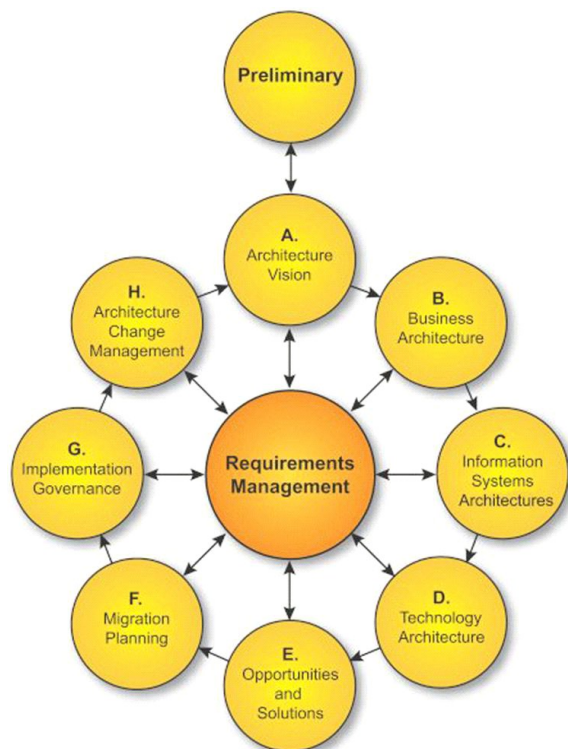 Preliminary
A.
Architecture
Vision
B.
Business
Architecture
C.
Information
Systems
Architectures
D.
Technology
Architecture
E.
Opportunities
and
Solutions
F.
Migration
Planning
G.
Implementation
Governance
H.
Architecture
Change
Management
Requirements
Management